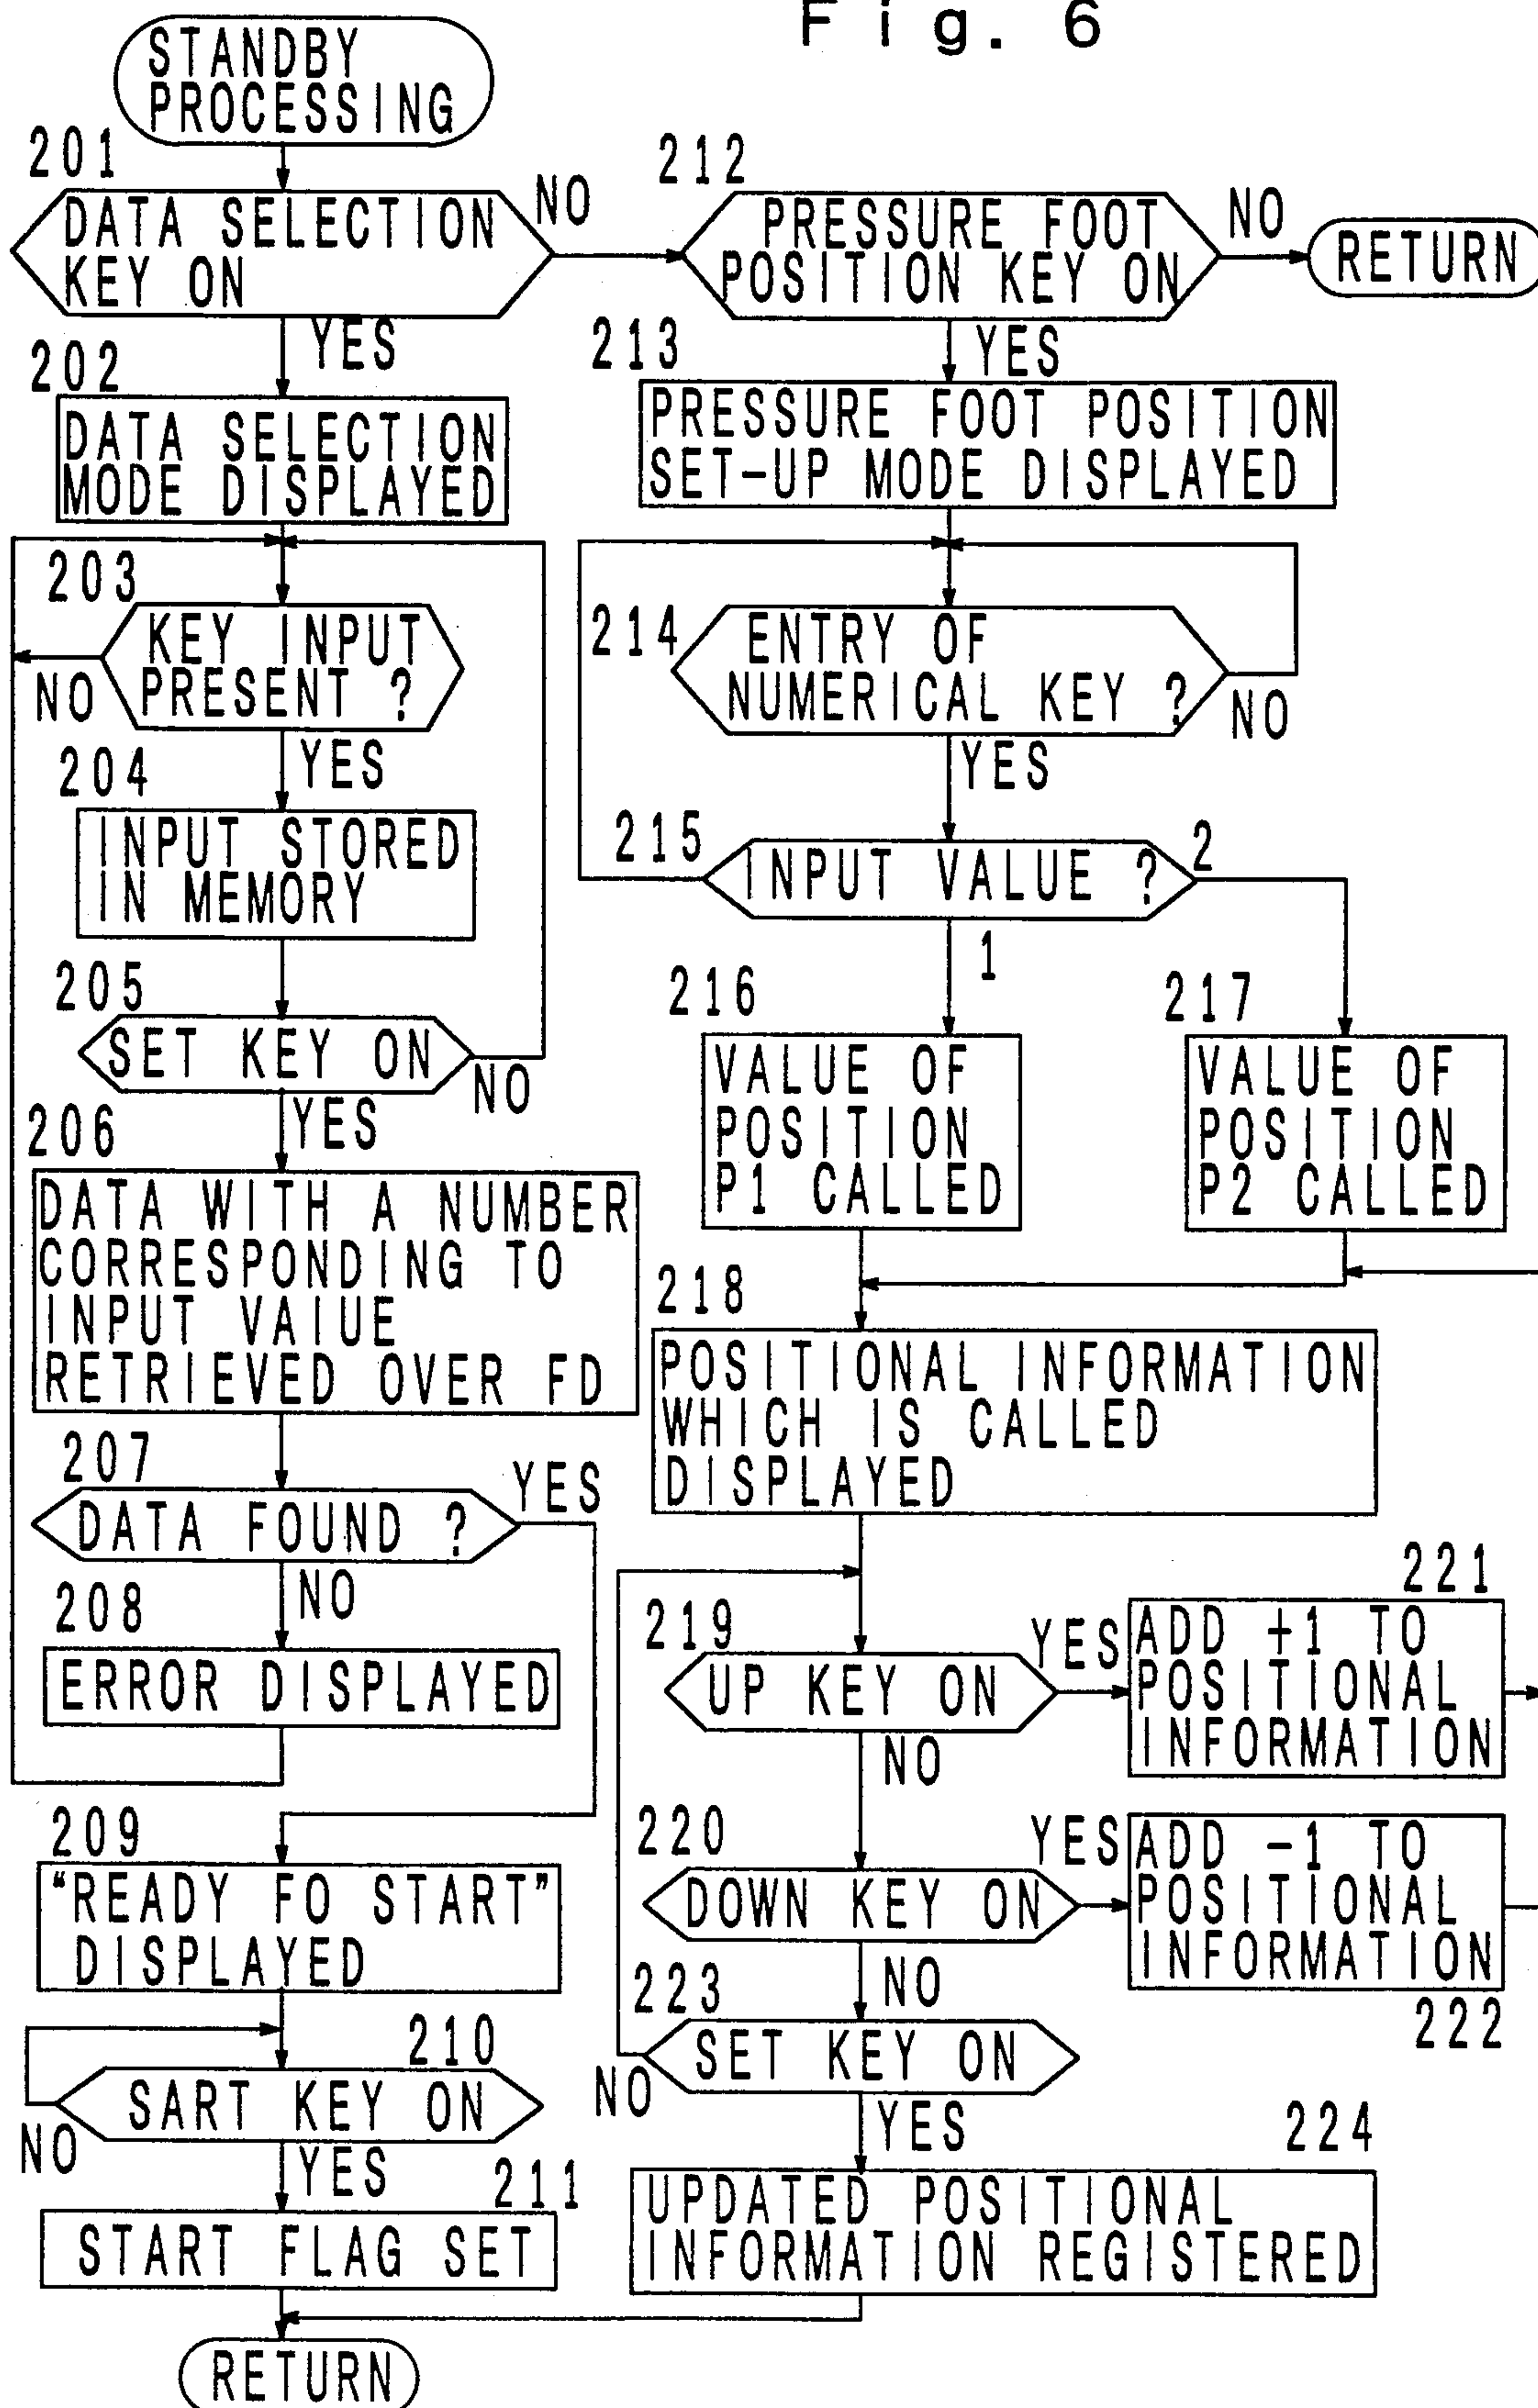 Fig. 6
STANDBY
PROCESSING
201
DATA SELECTION
KEY ON
NO
YES
202
DATA SELECTION
MODE DISPLAYED
203
KEY INPUT
PRESENT ?
NO
YES
204
INPUT STORED
IN MEMORY
205
SET KEY ON
NO
YES
206
DATA WITH A NUMBER
CORRESPONDING TO
INPUT VAIUE
RETRIEVED OVER FD
207
DATA FOUND ?
YES
NO
208
ERROR DISPLAYED
209
“READY FO START”
DISPLAYED
210
SART KEY ON
NO
YES
211
START FLAG SET
RETURN
212
PRESSURE FOOT
POSITION KEY ON
NO
RETURN
YES
213
PRESSURE FOOT POSITION
SET-UP MODE DISPLAYED
214
ENTRY OF
NUMERICAL KEY ?
NO
YES
215
INPUT VALUE ?
2
1
216
VALUE OF
POSITION
P1 CALLED
217
VALUE OF
POSITION
P2 CALLED
218
POSITIONAL INFORMATION
WHICH IS CALLED
DISPLAYED
219
UP KEY ON
YES
NO
221
ADD +1 TO
POSITIONAL
INFORMATION
220
DOWN KEY ON
YES
NO
ADD -1 TO
POSITIONAL
INFORMATION
222
223
SET KEY ON
NO
YES
224
UPDATED POSITIONAL
INFORMATION REGISTERED